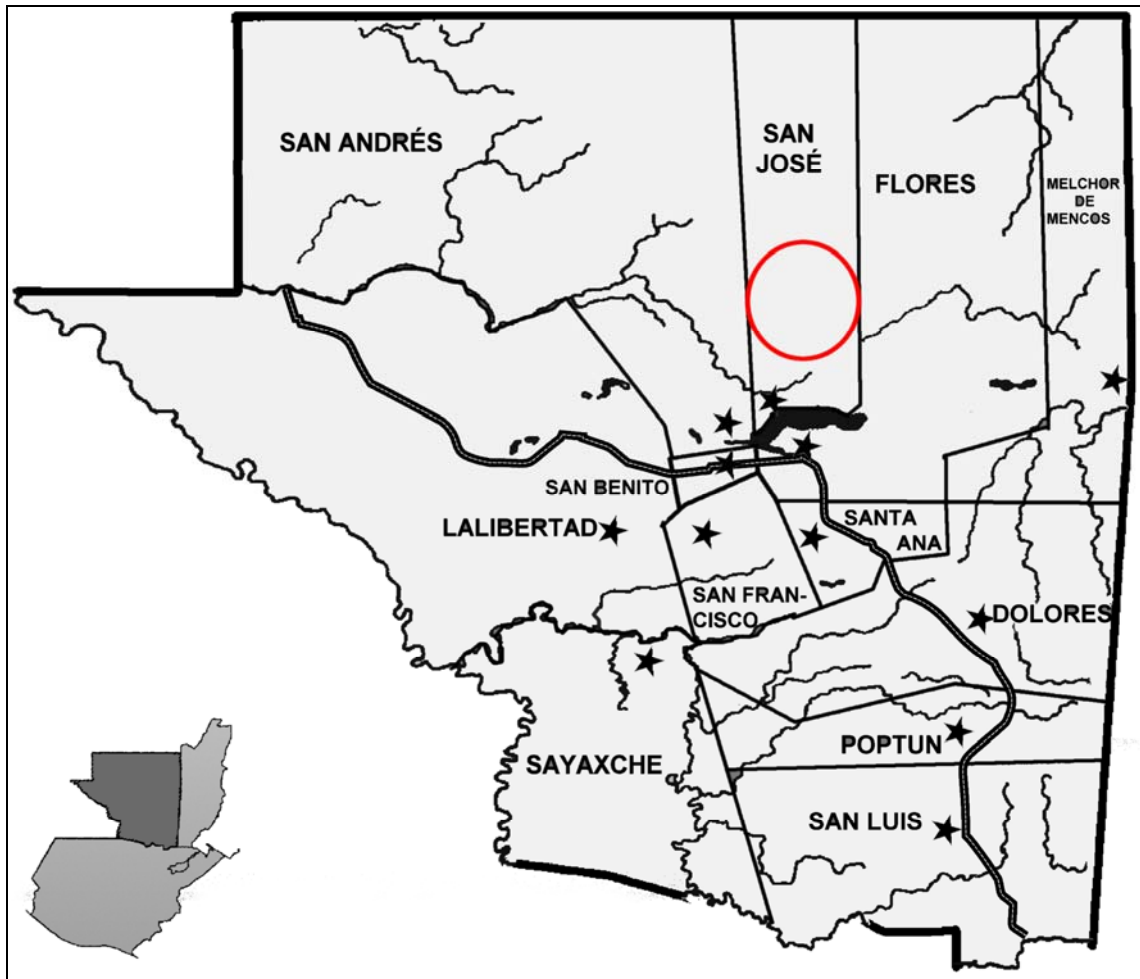 SAN ANDRÉS
SAN
JOSÉ
FLORES
MELCHOR
DE
MENCOS
SAN BENITO
LALIBERTAD
SANTA
ANA
SAN FRAN-
CISCO
DOLORES
SAYAXCHE
POPTUN
SAN LUIS